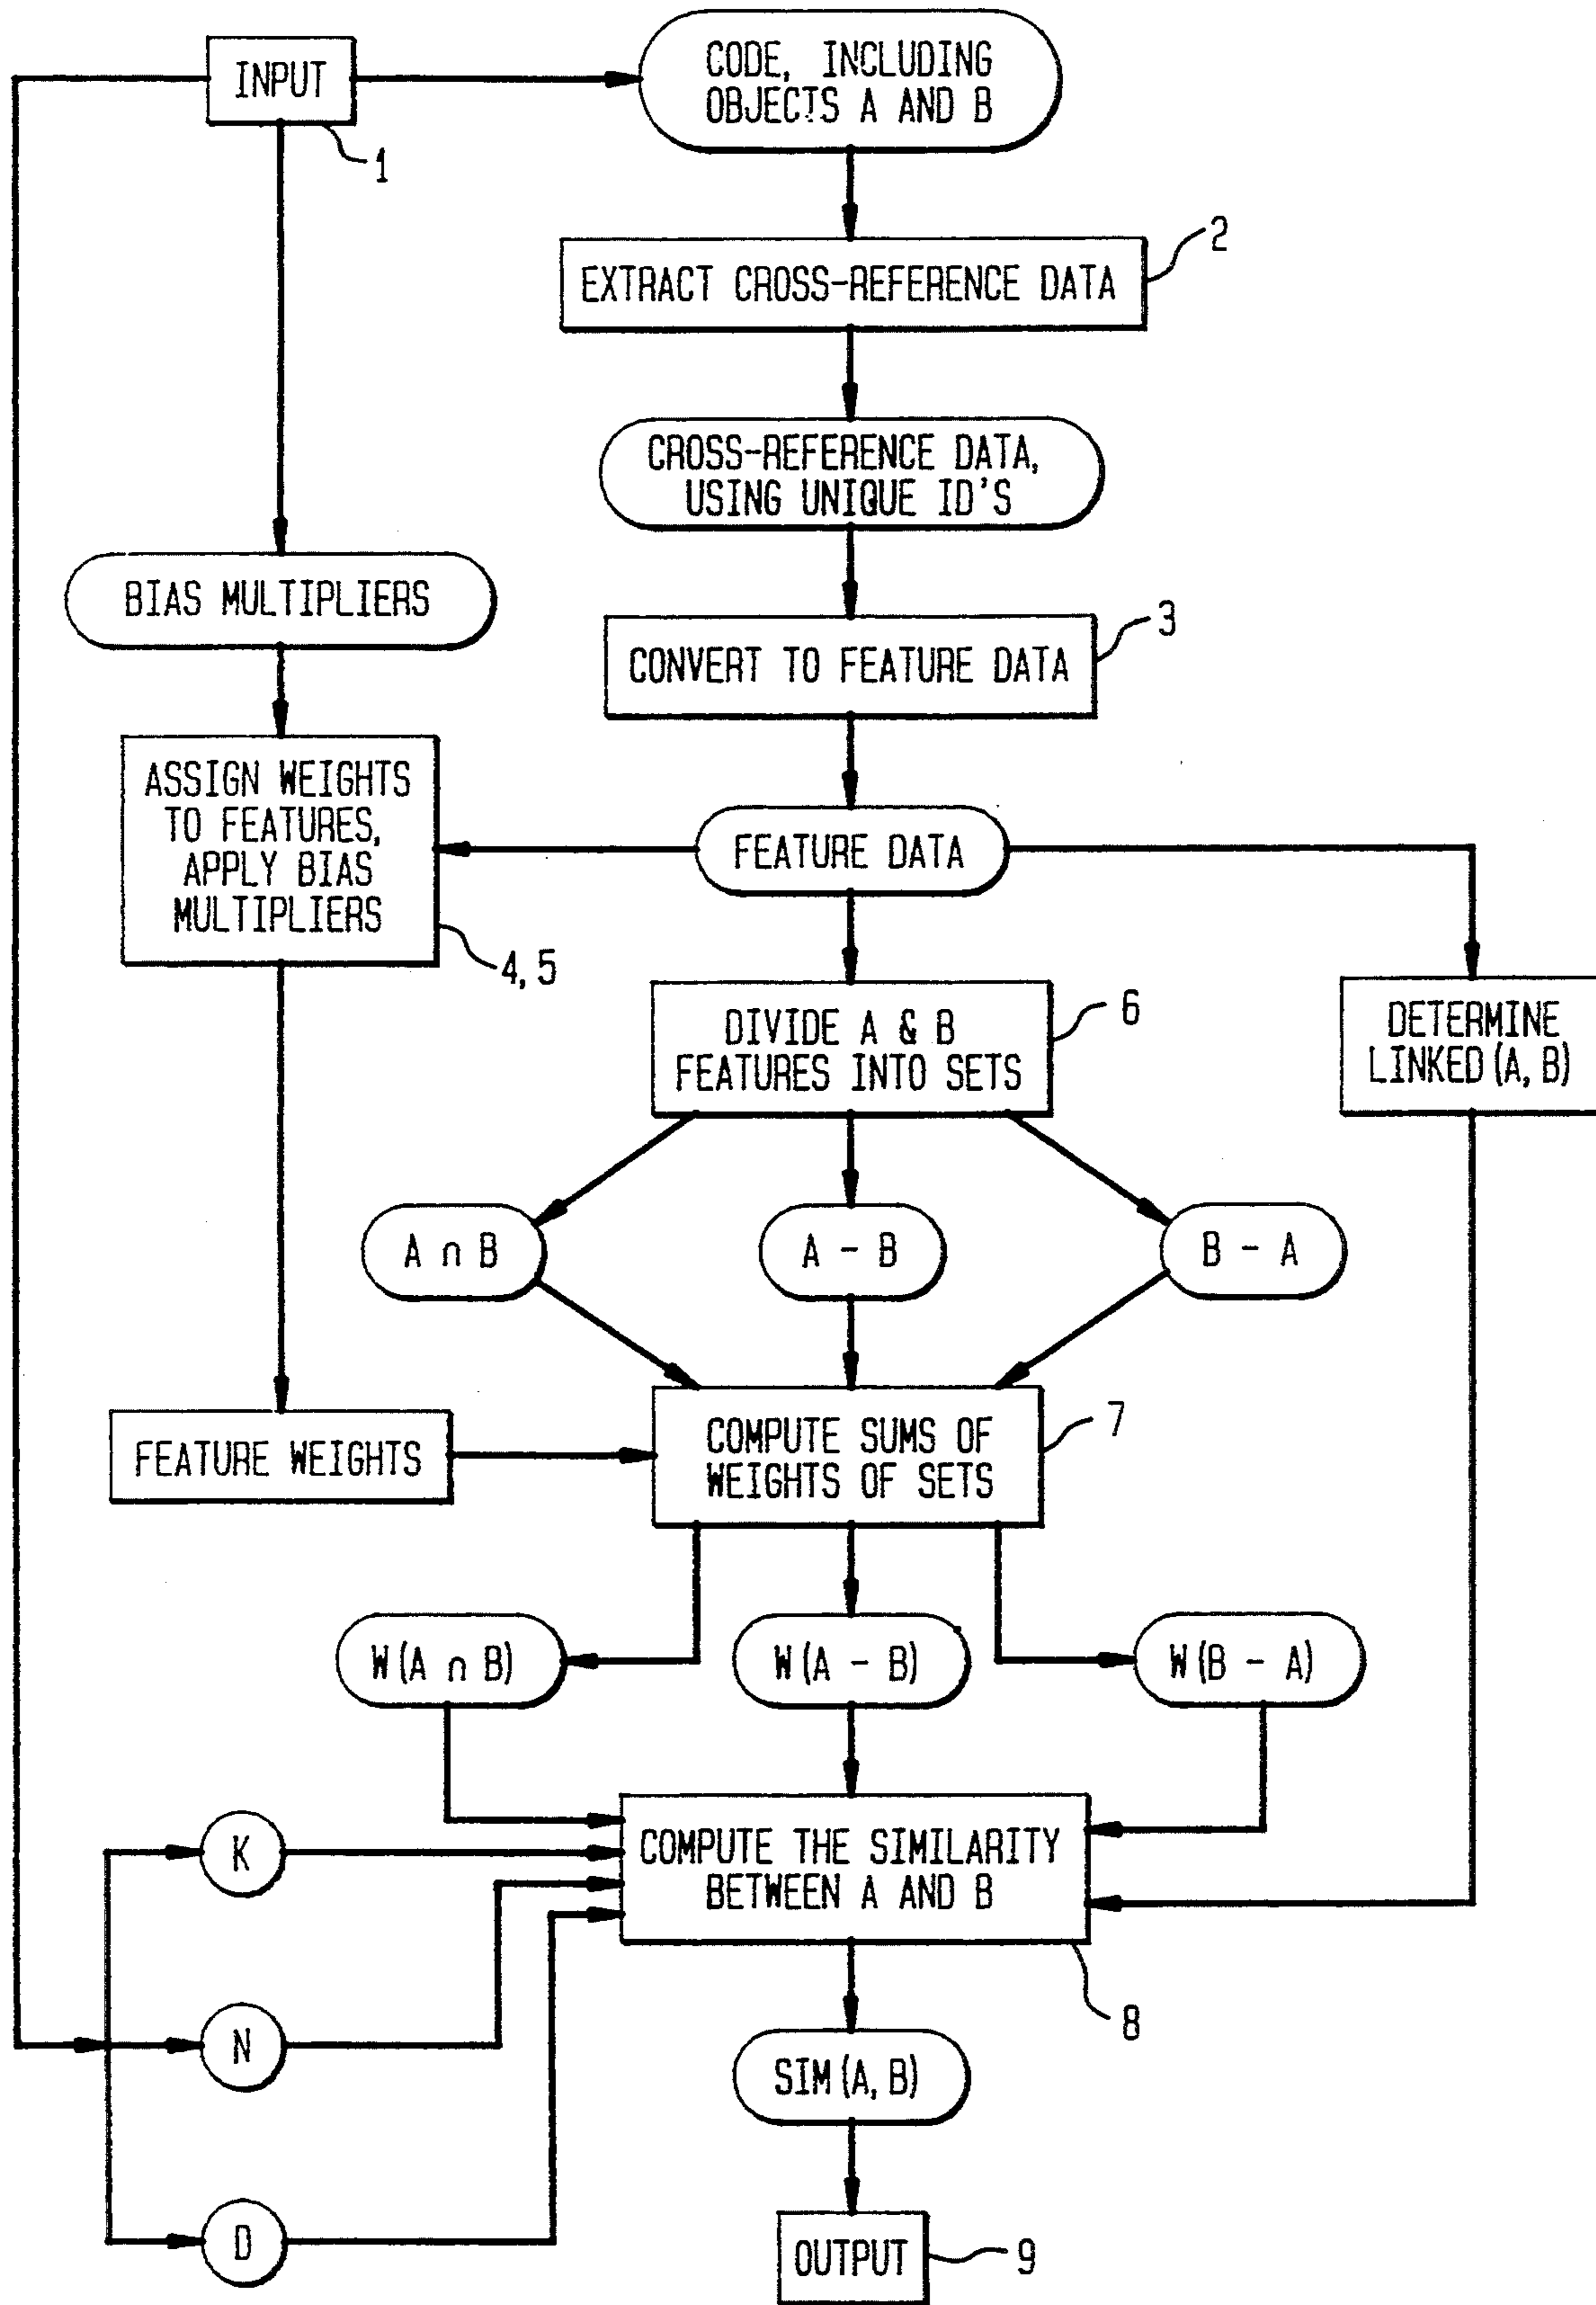 INPUT
1
CODE, INCLUDING
OBJECTS A AND B
EXTRACT CROSS-REFERENCE DATA
2
CROSS-REFERENCE DATA,
USING UNIQUE ID'S
BIAS MULTIPLIERS
CONVERT TO FEATURE DATA
3
ASSIGN WEIGHTS
TO FEATURES,
APPLY BIAS
MULTIPLIERS
4, 5
FEATURE DATA
DIVIDE A & B
FEATURES INTO SETS
6
DETERMINE
LINKED (A, B)
A ∩ B
A - B
B - A
FEATURE WEIGHTS
COMPUTE SUMS OF
WEIGHTS OF SETS
7
W (A ∩ B)
W (A - B)
W (B - A)
K
COMPUTE THE SIMILARITY
BETWEEN A AND B
8
N
SIM (A, B)
D
OUTPUT
9